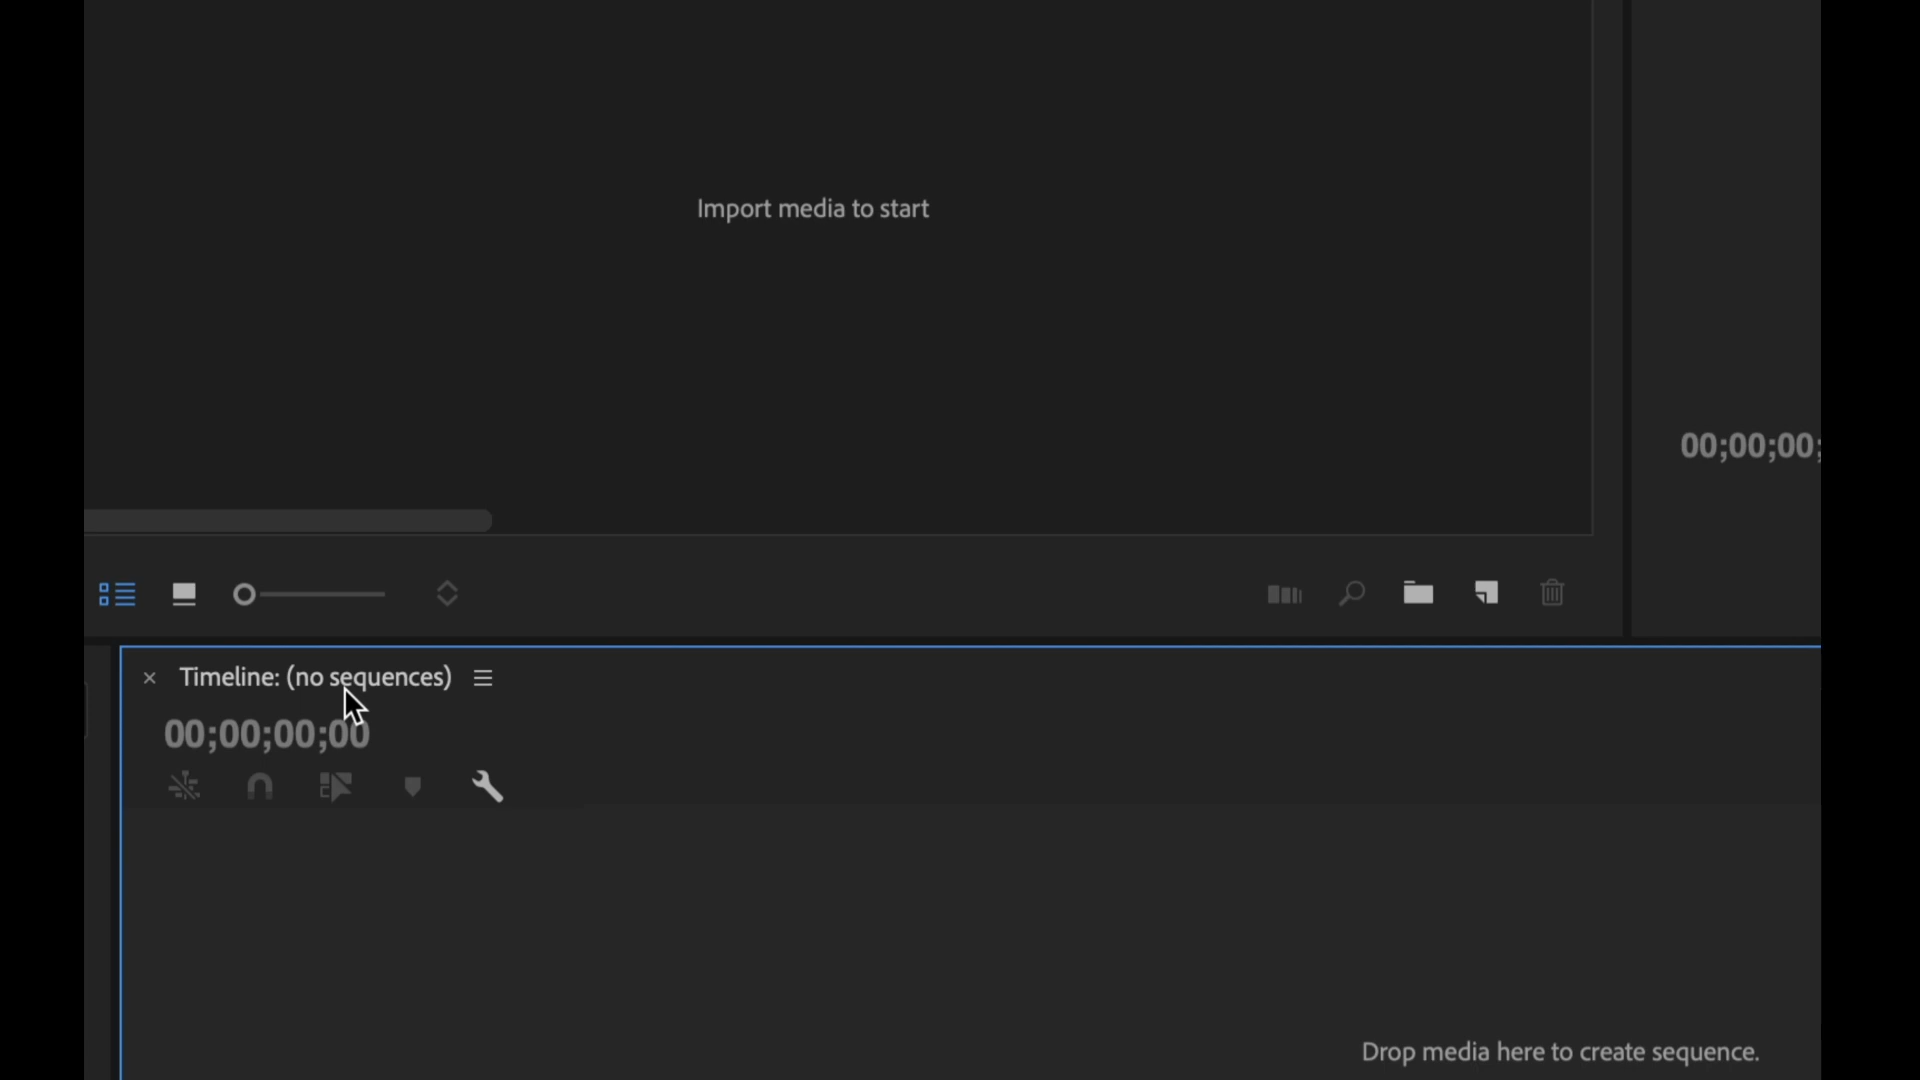 Import media to start
00;00;00;
Timeline: (no sequences)
00;00;00;00
Drop media here to create sequence.